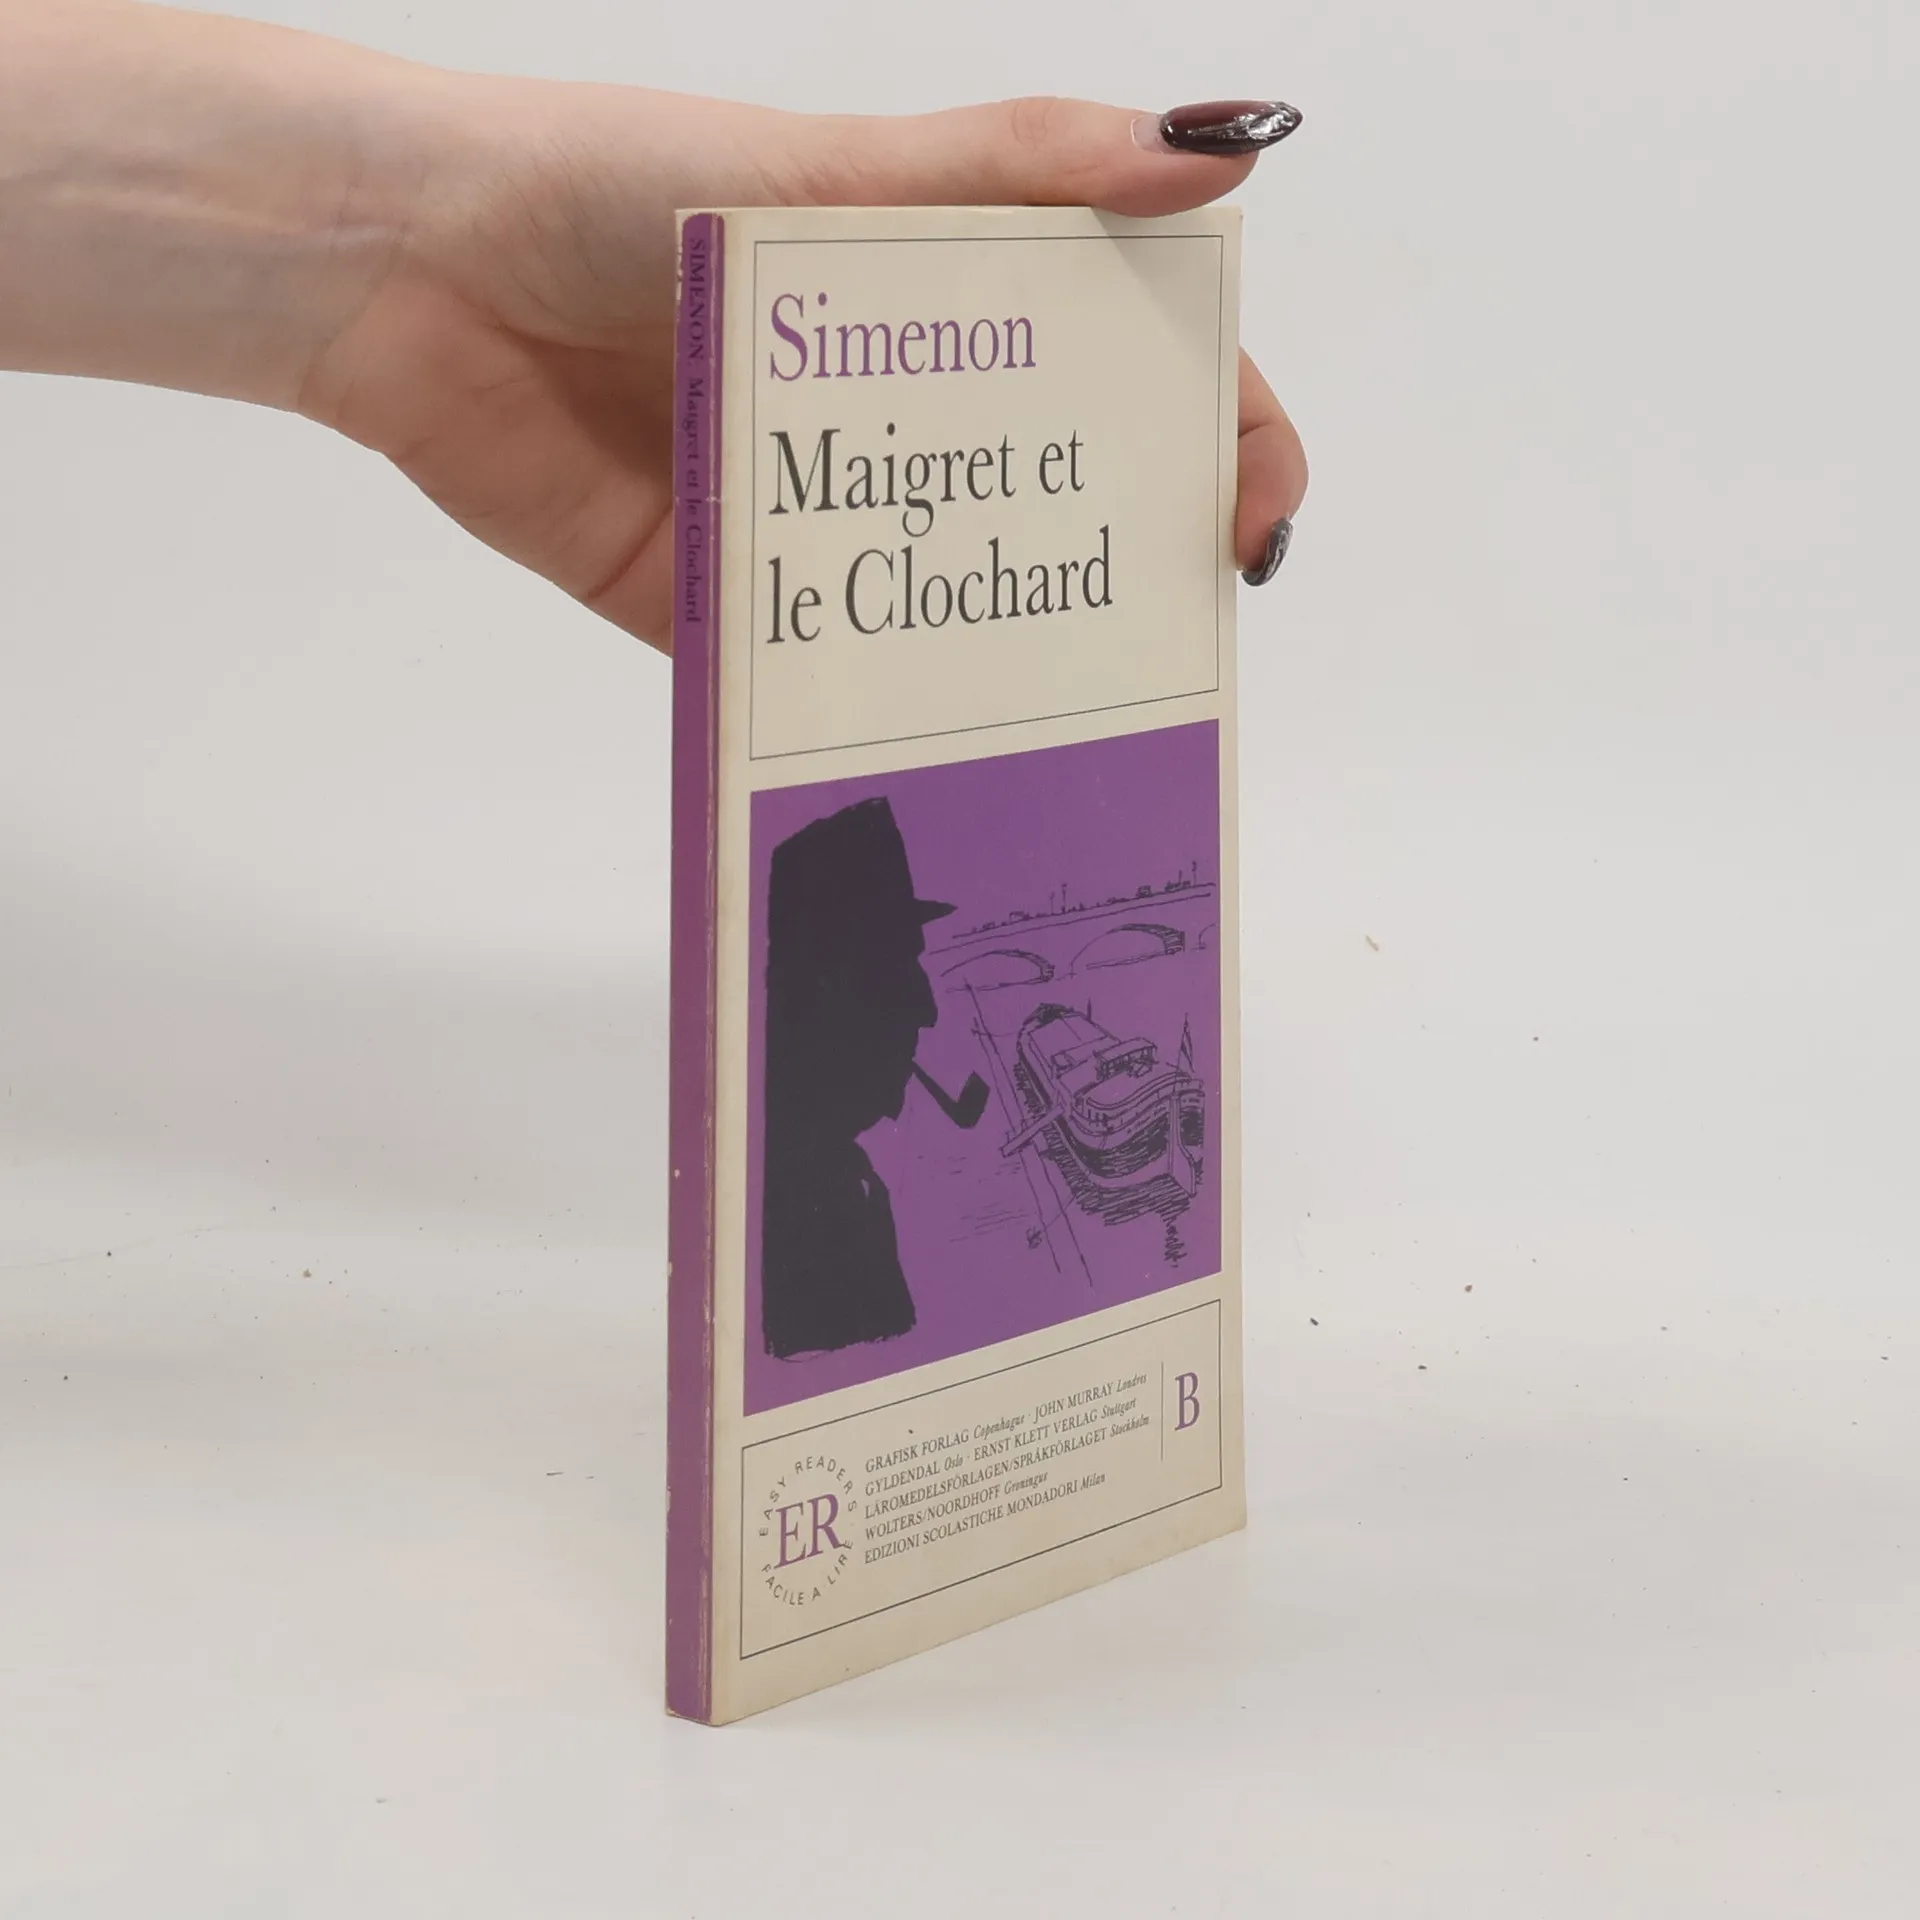 SIMENON: Maigret et le Clochard
Simenon
Maigret et
le Clochard
EASY READERS
ER
FACILE A LIRE
GRAFISK FORLAG Copenhague · JOHN MURRAY Londres
GYLDENDAL Oslo · ERNST KLETT VERLAG Stuttgart
LÄROMEDELSFÖRLAGEN/SPRÅKFÖRLAGET Stockholm
WOLTERS/NOORDHOFF Groningue
EDIZIONI SCOLASTICHE MONDADORI Milan
B